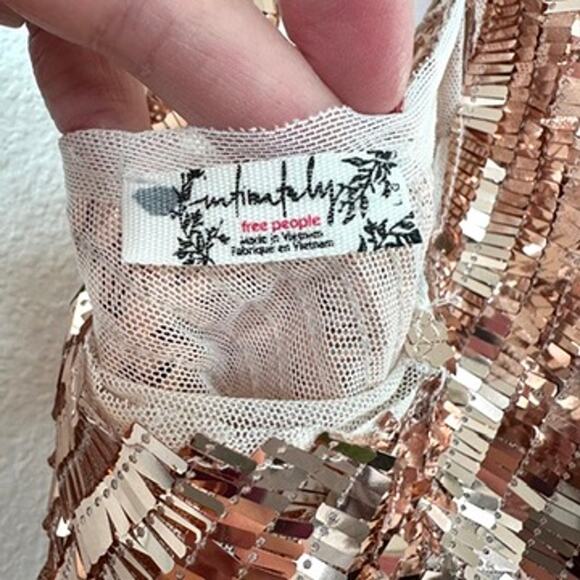 intimately
free people
Made in Vietnam
Fabriqué en Vietnam